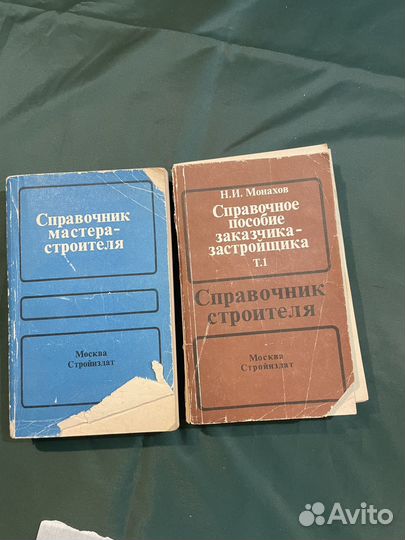 Справочник
мастера-
строителя
Москва
Стройиздат
Н.И. Монахов
Справочное
пособие
заказчика-
застройщика
Т.1
Справочник
строителя
Москва
Стройиздат
Avito